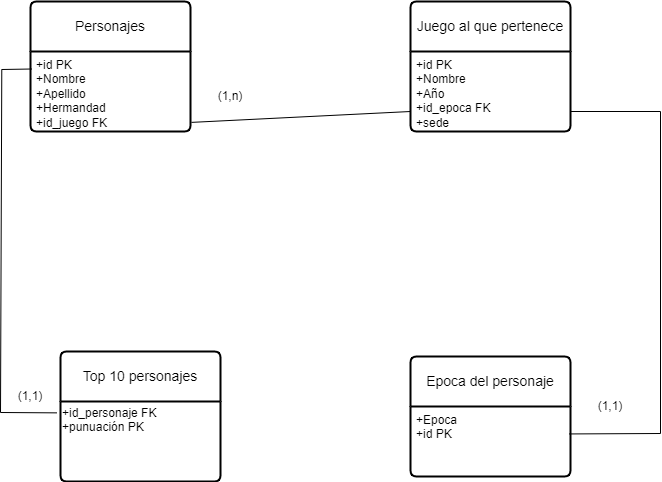 Personajes
+id PK
+Nombre
+Apellido
+Hermandad
+id_juego FK
(1,n)
Juego al que pertenece
+id PK
+Nombre
+Año
+id_epoca FK
+sede
Top 10 personajes
+id_personaje FK
+punuación PK
(1,1)
Epoca del personaje
+Epoca
+id PK
(1,1)